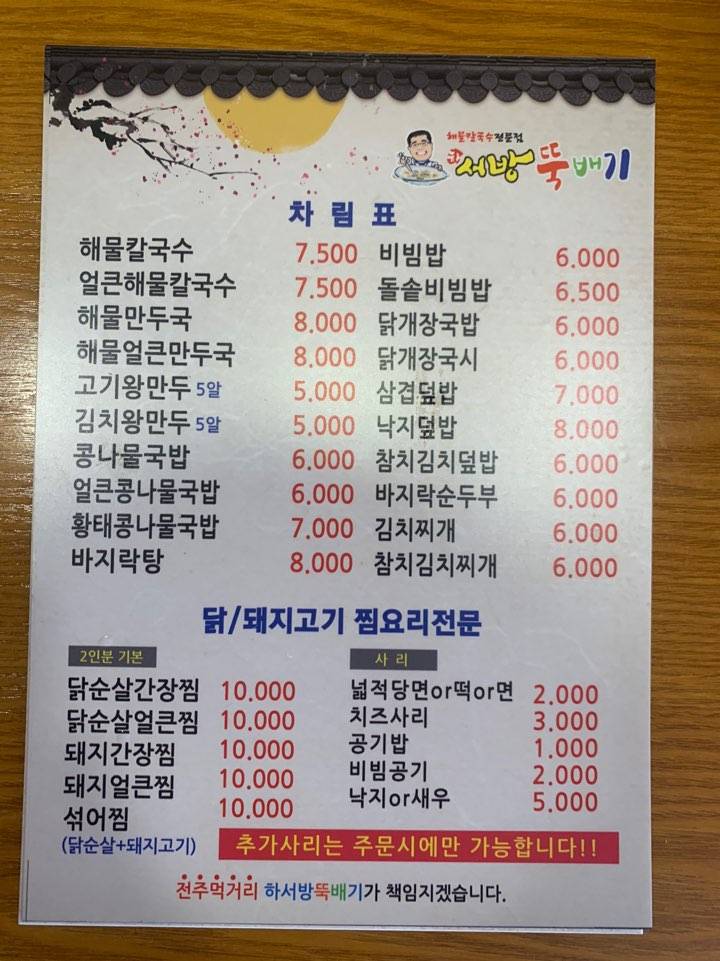 해물칼국수전문점
하서방뚝배기
차림표
해물칼국수 7.500
얼큰해물칼국수 7.500
해물만두국 8.000
해물얼큰만두국 8.000
고기왕만두 5알 5.000
김치왕만두 5알 5.000
콩나물국밥 6.000
얼큰콩나물국밥 6.000
황태콩나물국밥 7.000
바지락탕 8.000
비빔밥 6.000
돌솥비빔밥 6.500
닭개장국밥 6.000
닭개장국시 6.000
삼겹덮밥 7.000
낙지덮밥 8.000
참치김치덮밥 6.000
바지락순두부 6.000
김치찌개 6.000
참치김치찌개 6.000
닭/돼지고기 찜요리전문
2인분 기본
닭순살간장찜 10.000
닭순살얼큰찜 10.000
돼지간장찜 10.000
돼지얼큰찜 10.000
섞어찜 10.000
(닭순살+돼지고기)
사 리
넓적당면or떡or면 2.000
치즈사리 3.000
공기밥 1.000
비빔공기 2.000
낙지or새우 5.000
추가사리는 주문시에만 가능합니다!!
전주먹거리 하서방뚝배기가 책임지겠습니다.